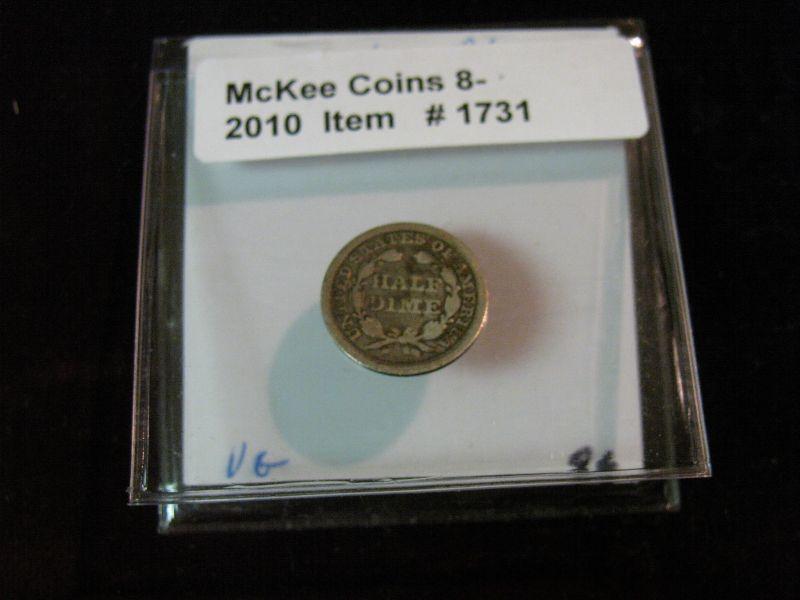 McKee Coins 8-
2010 Item # 1731
UNITED STATES OF AMERICA
HALF
DIME
VG